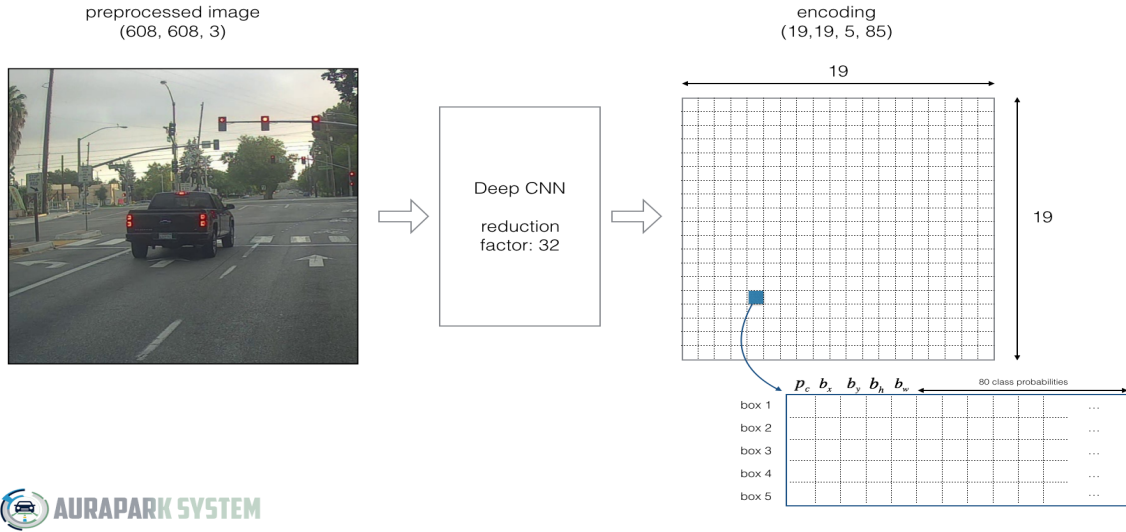 preprocessed image
(608, 608, 3)
encoding
(19,19, 5, 85)
19
Deep CNN
reduction
factor: 32
19
p_c b_x b_y b_h b_w 80 class probabilities
box 1 ...
box 2 ...
box 3 ...
box 4 ...
box 5 ...
AURAPARK SYSTEM